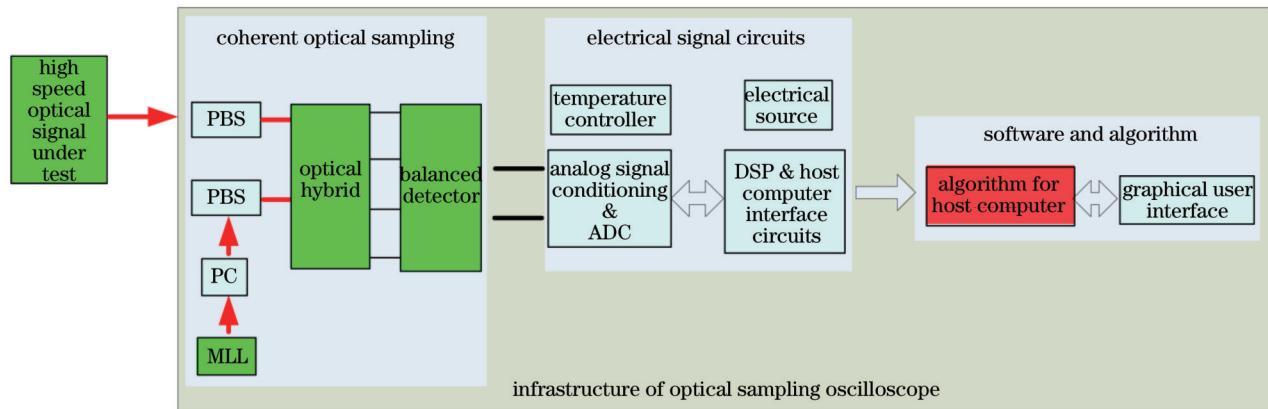 high
speed
optical
signal
under
test
coherent optical sampling
PBS
PBS
PC
MLL
optical
hybrid
balanced
detector
electrical signal circuits
temperature
controller
electrical
source
analog signal
conditioning
&
ADC
DSP & host
computer
interface
circuits
software and algorithm
algorithm for
host computer
graphical user
interface
infrastructure of optical sampling oscilloscope